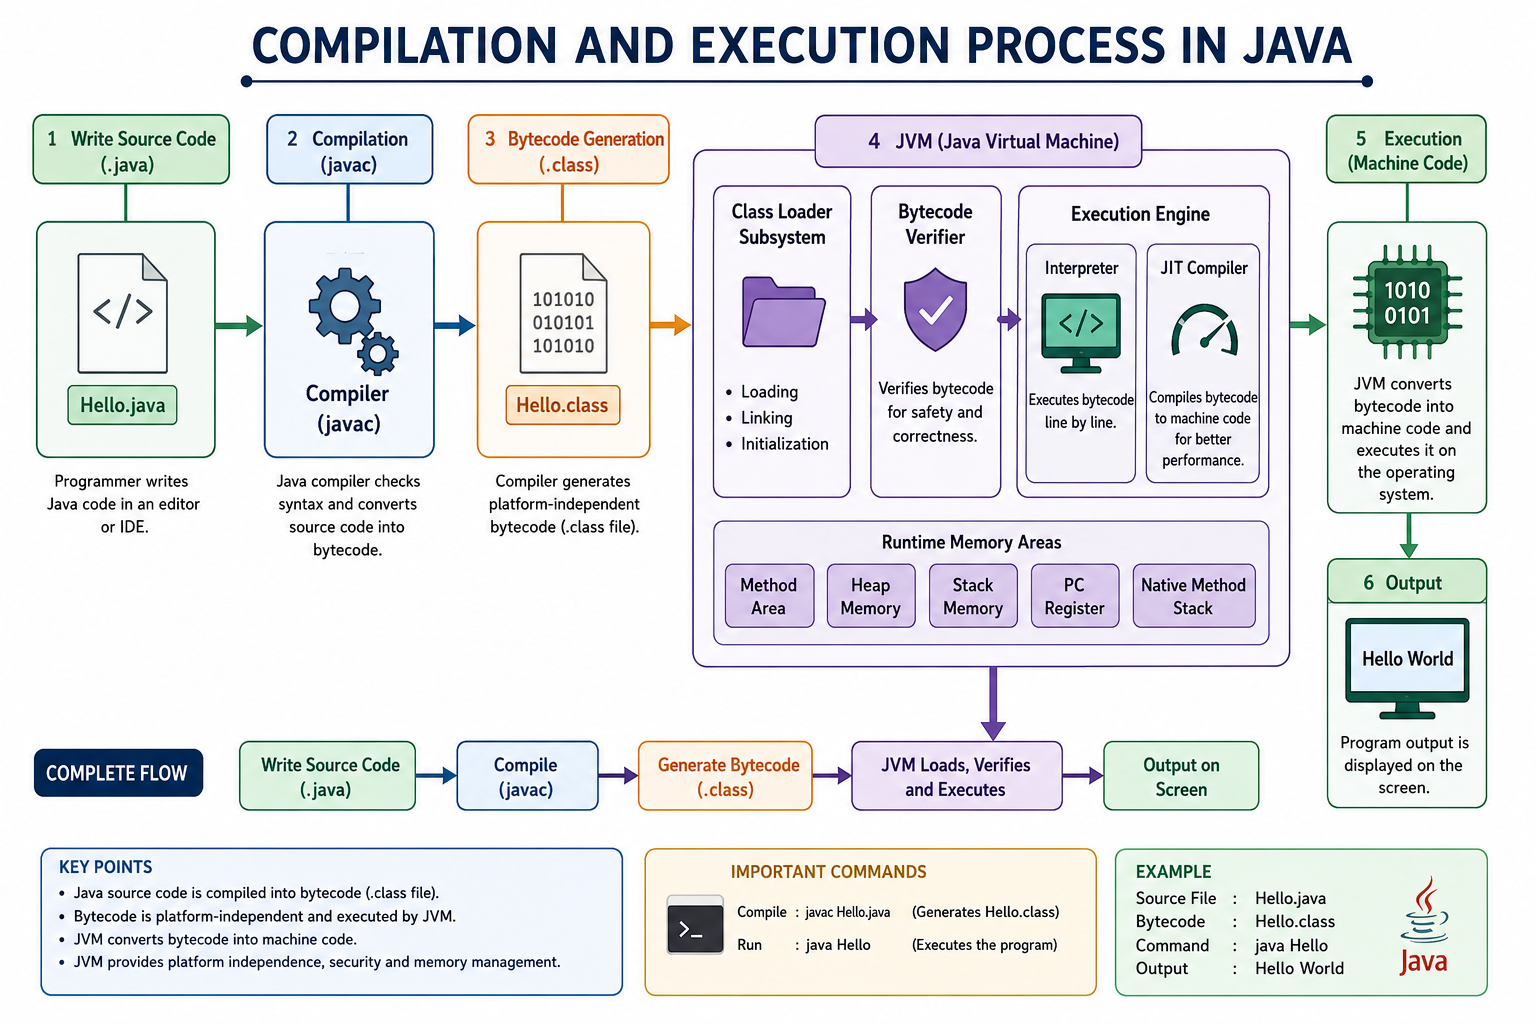 COMPILATION AND EXECUTION PROCESS IN JAVA
1 Write Source Code
(.java)
</>
Hello.java
Programmer writes
Java code in an editor
or IDE.
2 Compilation
(javac)
Compiler
(javac)
Java compiler checks
syntax and converts
source code into
bytecode.
3 Bytecode Generation
(.class)
101010
010101
101010
Hello.class
Compiler generates
platform-independent
bytecode (.class file).
4 JVM (Java Virtual Machine)
Class Loader
Subsystem
• Loading
• Linking
• Initialization
Bytecode
Verifier
Verifies bytecode
for safety and
correctness.
Execution Engine
Interpreter
</>
Executes bytecode
line by line.
JIT Compiler
Compiles bytecode
to machine code
for better
performance.
Runtime Memory Areas
Method
Area
Heap
Memory
Stack
Memory
PC
Register
Native Method
Stack
5 Execution
(Machine Code)
1010
0101
JVM converts
bytecode into
machine code and
executes it on
the operating
system.
6 Output
Hello World
Program output is
displayed on the
screen.
COMPLETE FLOW
Write Source Code
(.java)
Compile
(javac)
Generate Bytecode
(.class)
JVM Loads, Verifies
and Executes
Output on
Screen
KEY POINTS
• Java source code is compiled into bytecode (.class file).
• Bytecode is platform-independent and executed by JVM.
• JVM converts bytecode into machine code.
• JVM provides platform independence, security and memory management.
IMPORTANT COMMANDS
>_
Compile : javac Hello.java (Generates Hello.class)
Run : java Hello (Executes the program)
EXAMPLE
Source File : Hello.java
Bytecode : Hello.class
Command : java Hello
Output : Hello World
Java